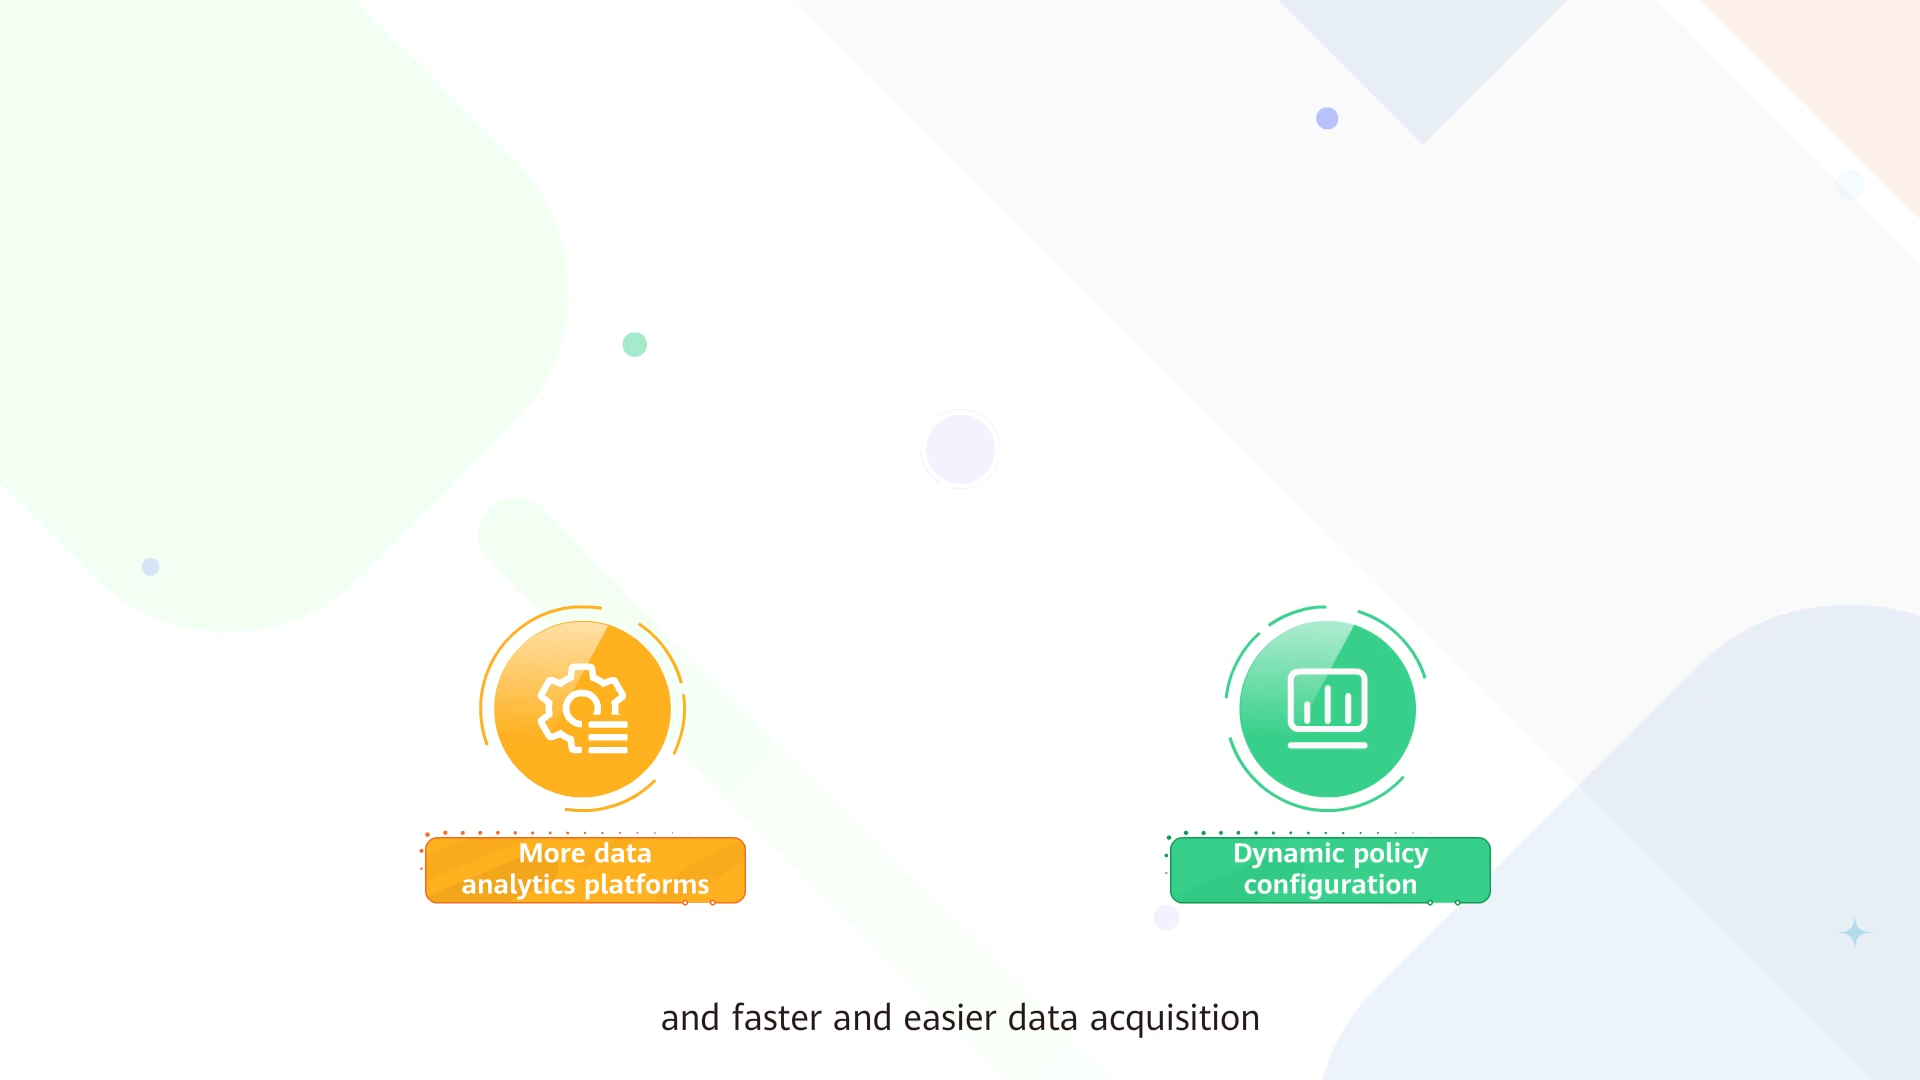 More data
analytics platforms
Dynamic policy
configuration
and faster and easier data acquisition